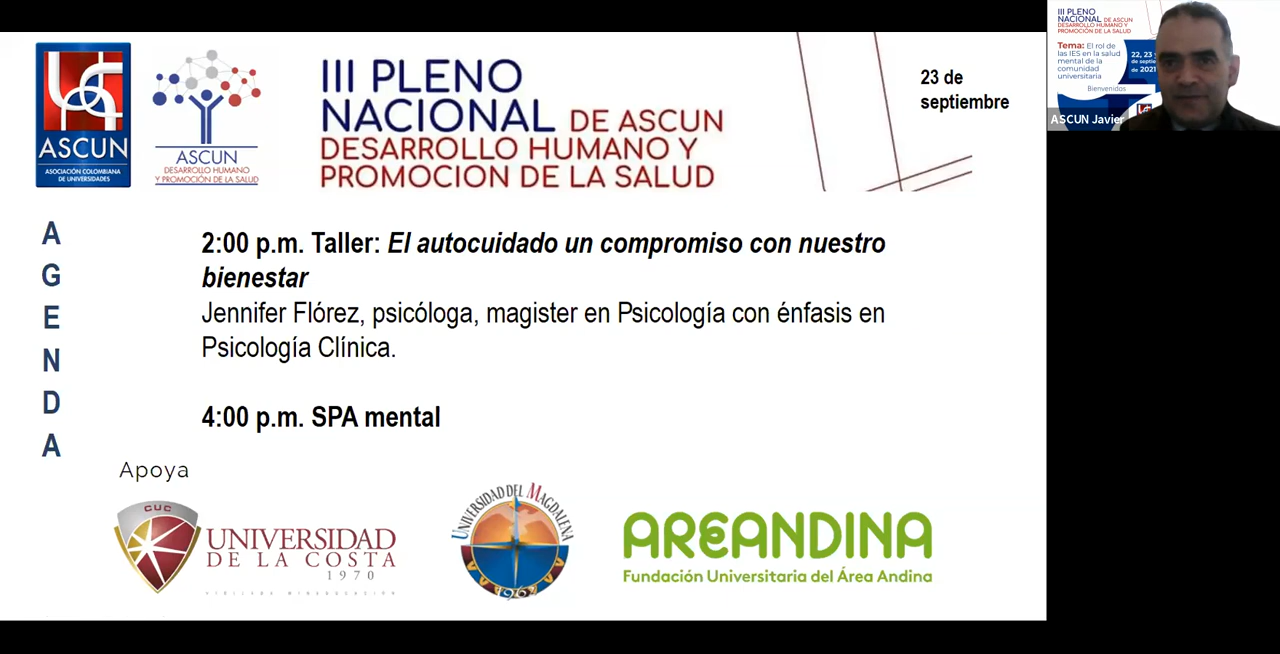 ASCUN
ASOCIACIÓN COLOMBIANA
DE UNIVERSIDADES
ASCUN
DESARROLLO HUMANO
Y PROMOCIÓN DE LA SALUD
III PLENO
NACIONAL DE ASCUN
DESARROLLO HUMANO Y
PROMOCION DE LA SALUD
23 de
septiembre
III PLENO
NACIONAL DE ASCUN
DESARROLLO HUMANO Y
PROMOCION DE LA SALUD
Tema: El rol de
las IES en la salud
mental de la
comunidad
universitaria
22, 23 y
de septie
de 2021
Bienvenidos
ASCUN Javier
AGENDA
2:00 p.m. Taller: El autocuidado un compromiso con nuestro
bienestar
Jennifer Flórez, psicóloga, magister en Psicología con énfasis en
Psicología Clínica.
4:00 p.m. SPA mental
Apoya
CUC
UNIVERSIDAD
DE LA COSTA
1970
VIGILADA MINEDUCACIÓN
UNIVERSIDAD DEL MAGDALENA
AREANDINA
Fundación Universitaria del Área Andina